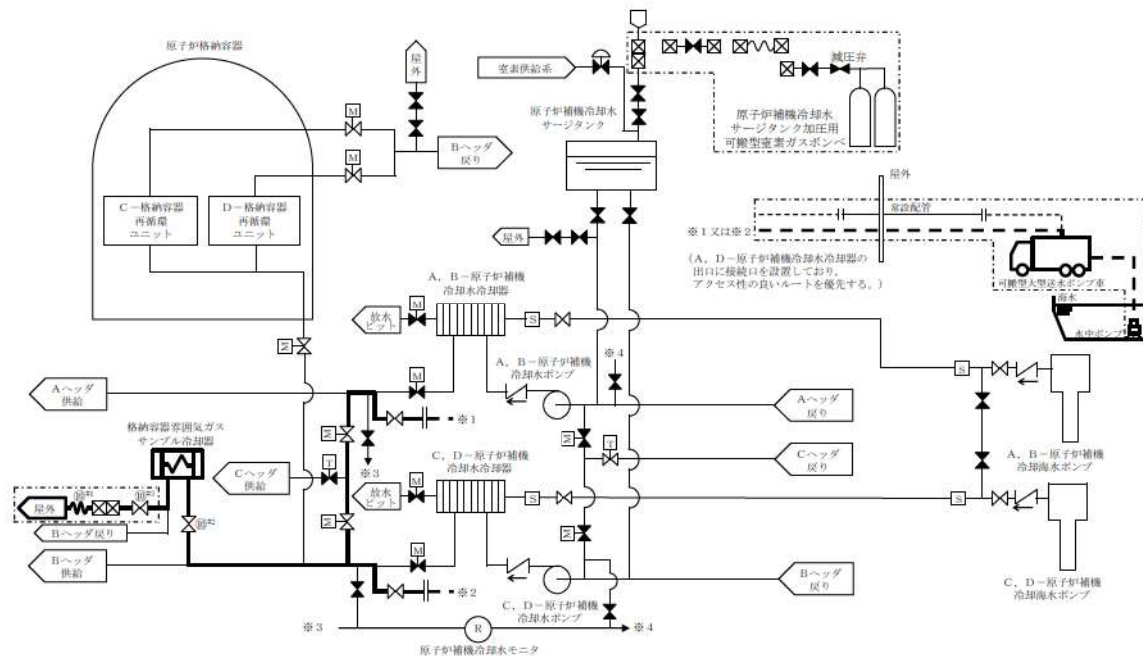 原子炉格納容器
屋外
M
M
Bヘッダ
戻り
C－格納容器
再循環
ユニット
D－格納容器
再循環
ユニット
M
窒素供給系
原子炉補機冷却水
サージタンク
減圧弁
原子炉補機冷却水
サージタンク加圧用
可搬型窒素ガスボンベ
屋外
屋外
常設配管
※1又は※2
(A，D－原子炉補機冷却水冷却器の
出口に接続口を設置しており，
アクセス性の良いルートを優先する。)
可搬型大型送水ポンプ車
海水
水中ポンプ
A，B－原子炉補機
冷却水冷却器
放水
ピット
M
S
※4
A，B－原子炉補機
冷却水ポンプ
Aヘッダ
供給
M
※1
Aヘッダ
戻り
S
A，B－原子炉補機
冷却海水ポンプ
格納容器雰囲気ガス
サンプル冷却器
M
※3
Cヘッダ
供給
T
C，D－原子炉補機
冷却水冷却器
放水
ピット
M
S
M
T
Cヘッダ
戻り
S
屋外
Bヘッダ戻り
M
M
Bヘッダ
供給
M
※2
Bヘッダ
戻り
C，D－原子炉補機
冷却水ポンプ
C，D－原子炉補機
冷却海水ポンプ
※3
R
※4
原子炉補機冷却水モニタ